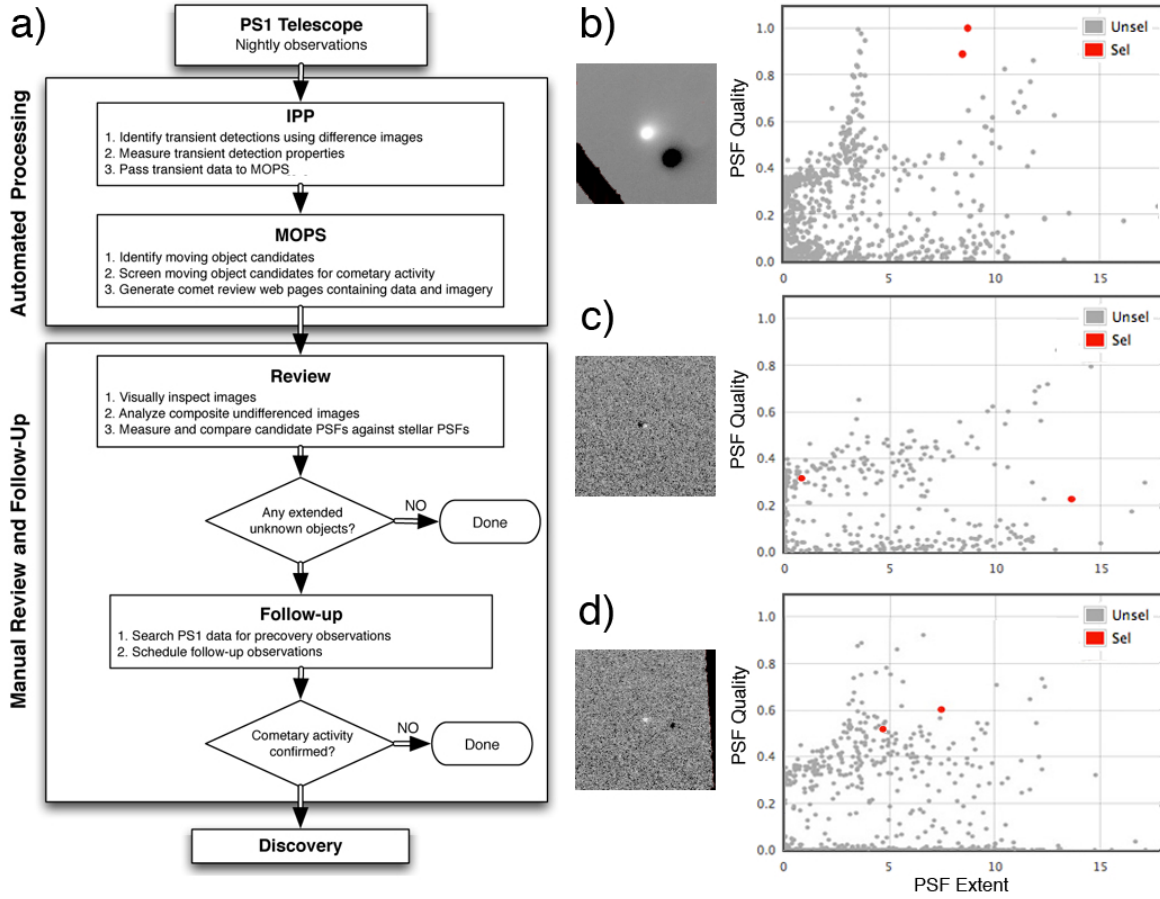 a)
PS1 Telescope
Nightly observations
Automated Processing
IPP
1. Identify transient detections using difference images
2. Measure transient detection properties
3. Pass transient data to MOPS
MOPS
1. Identify moving object candidates
2. Screen moving object candidates for cometary activity
3. Generate comet review web pages containing data and imagery
Manual Review and Follow-Up
Review
1. Visually inspect images
2. Analyze composite undifferenced images
3. Measure and compare candidate PSFs against stellar PSFs
Any extended
unknown objects?
NO
Done
Follow-up
1. Search PS1 data for precovery observations
2. Schedule follow-up observations
Cometary activity
confirmed?
NO
Done
Discovery
b)
PSF Quality
1.0
0.8
0.6
0.4
0.2
0.0
0 5 10 15
Unsel
Sel
c)
PSF Quality
1.0
0.8
0.6
0.4
0.2
0.0
0 5 10 15
Unsel
Sel
d)
PSF Quality
1.0
0.8
0.6
0.4
0.2
0.0
0 5 10 15
Unsel
Sel
PSF Extent